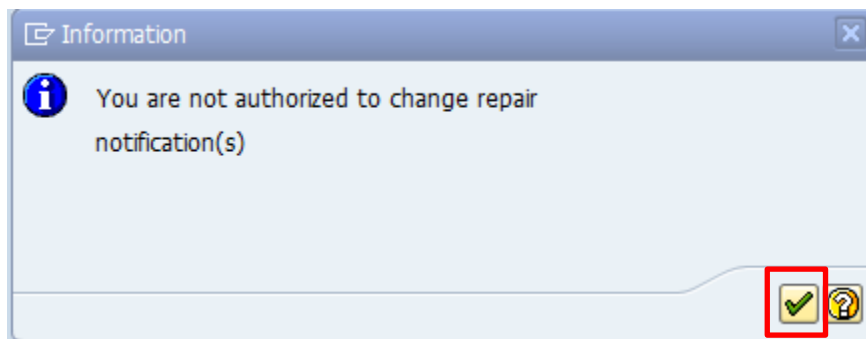 Information
You are not authorized to change repair
notification(s)